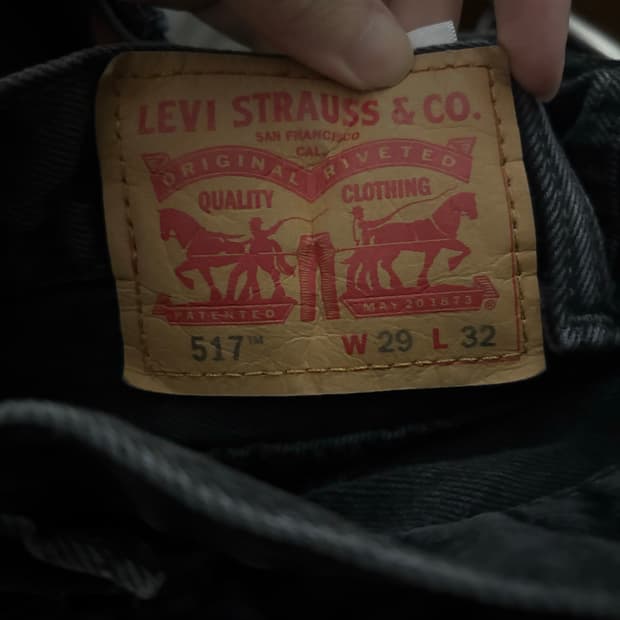 LEVI STRAUSS & CO.
SAN FRANCISCO
CAL.
ORIGINAL RIVETED
QUALITY CLOTHING
PATENTED MAY 20 1873
517™ W 29 L 32